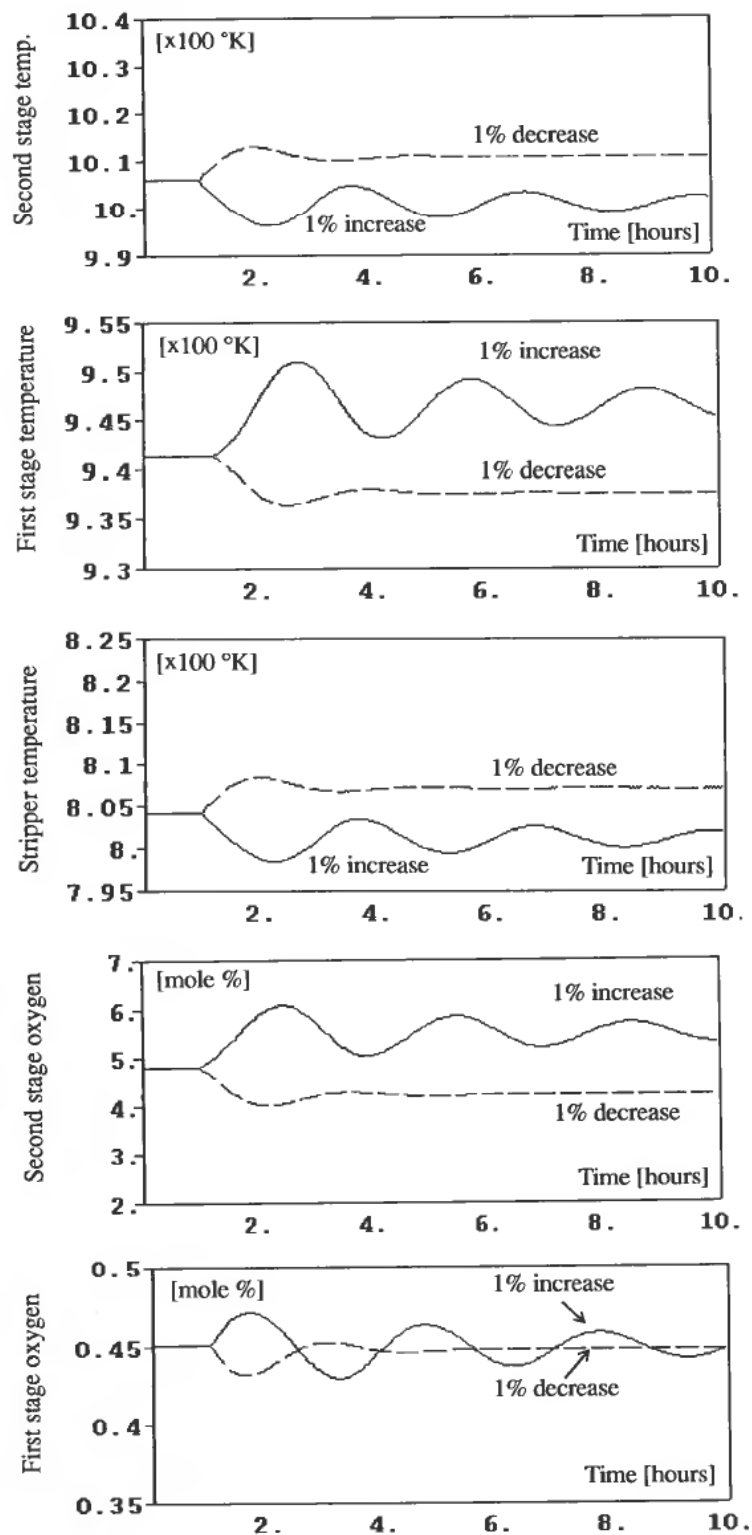 Second stage temp.
[x100 °K]
10.4
10.3
10.2
10.1
10.
9.9
1% decrease
1% increase
Time [hours]
2. 4. 6. 8. 10.
First stage temperature
[x100 °K]
9.55
9.5
9.45
9.4
9.35
9.3
1% increase
1% decrease
Time [hours]
2. 4. 6. 8. 10.
Stripper temperature
[x100 °K]
8.25
8.2
8.15
8.1
8.05
8.
7.95
1% decrease
1% increase
Time [hours]
2. 4. 6. 8. 10.
Second stage oxygen
[mole %]
7.
6.
5.
4.
3.
2.
1% increase
1% decrease
Time [hours]
2. 4. 6. 8. 10.
First stage oxygen
[mole %]
0.5
0.45
0.4
0.35
1% increase
1% decrease
Time [hours]
2. 4. 6. 8. 10.